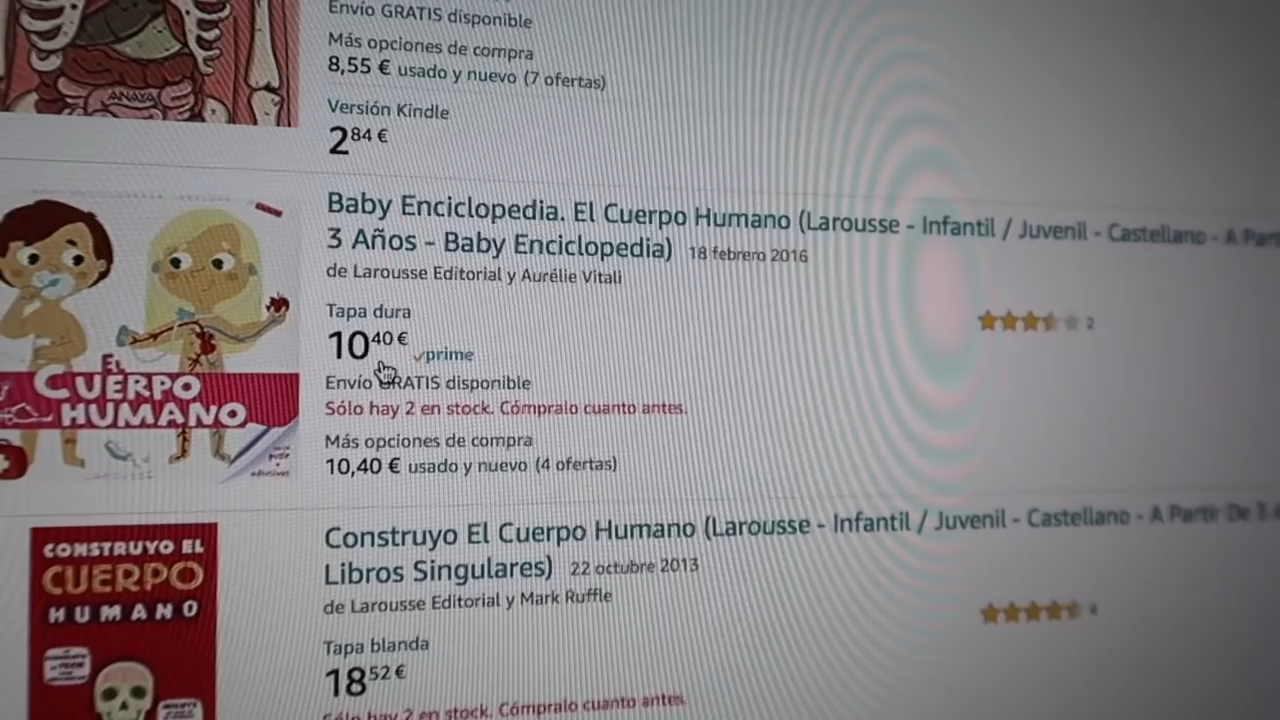 Envío GRATIS disponible
Más opciones de compra
8,55 € usado y nuevo (7 ofertas)
ANAYA
Versión Kindle
2 84 €
Baby Enciclopedia. El Cuerpo Humano (Larousse - Infantil / Juvenil - Castellano - A Par
3 Años - Baby Enciclopedia) 18 febrero 2016
de Larousse Editorial y Aurélie Vitali
Tapa dura
10 40 € prime
Envío GRATIS disponible
Sólo hay 2 en stock. Cómpralo cuanto antes.
Más opciones de compra
10,40 € usado y nuevo (4 ofertas)
2
EL
CUERPO
HUMANO
Construyo El Cuerpo Humano (Larousse - Infantil / Juvenil - Castellano - A Partir De
Libros Singulares) 22 octubre 2013
de Larousse Editorial y Mark Ruffle
Tapa blanda
18 52 €
Sólo hay 2 en stock. Cómpralo cuanto antes.
CONSTRUYO EL
CUERPO
HUMANO